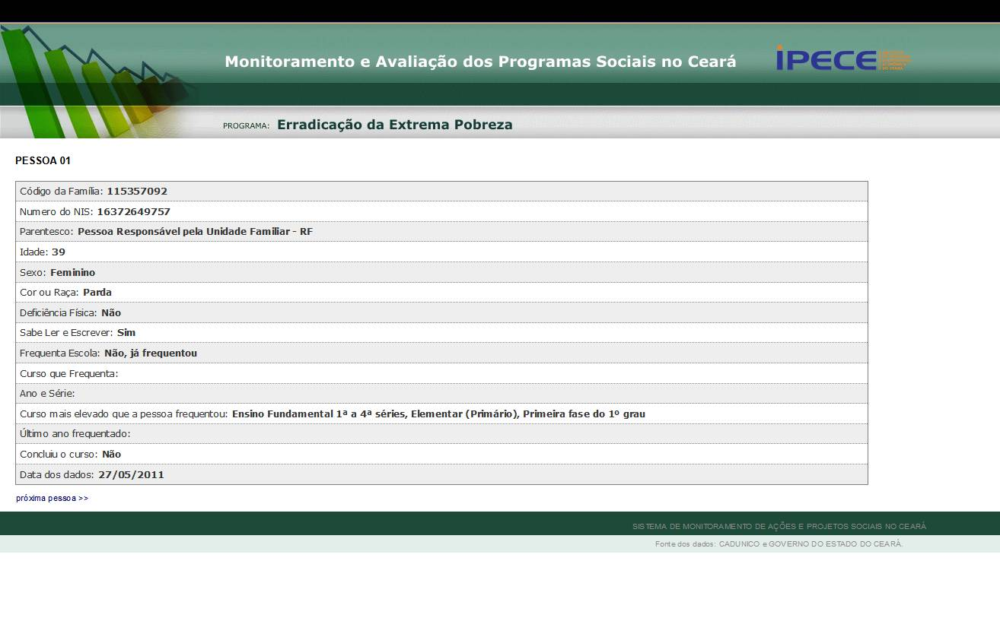 Monitoramento e Avaliação dos Programas Sociais no Ceará
iPECE
PROGRAMA: Erradicação da Extrema Pobreza
PESSOA 01
Código da Família: 115357092
Numero do NIS: 16372649757
Parentesco: Pessoa Responsável pela Unidade Familiar - RF
Idade: 39
Sexo: Feminino
Cor ou Raça: Parda
Deficiência Física: Não
Sabe Ler e Escrever: Sim
Frequenta Escola: Não, já frequentou
Curso que Frequenta:
Ano e Série:
Curso mais elevado que a pessoa frequentou: Ensino Fundamental 1ª a 4ª séries, Elementar (Primário), Primeira fase do 1º grau
Último ano frequentado:
Concluiu o curso: Não
Data dos dados: 27/05/2011
próxima pessoa >>
SISTEMA DE MONITORAMENTO DE AÇÕES E PROJETOS SOCIAIS NO CEARÁ
Fonte dos dados: CADUNICO e GOVERNO DO ESTADO DO CEARÁ.